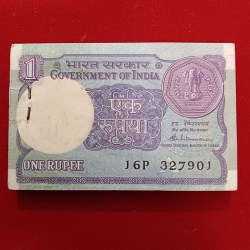 1
भारत सरकार
GOVERNMENT OF INDIA
एक
रुपया
ONE RUPEE
J6P 327901